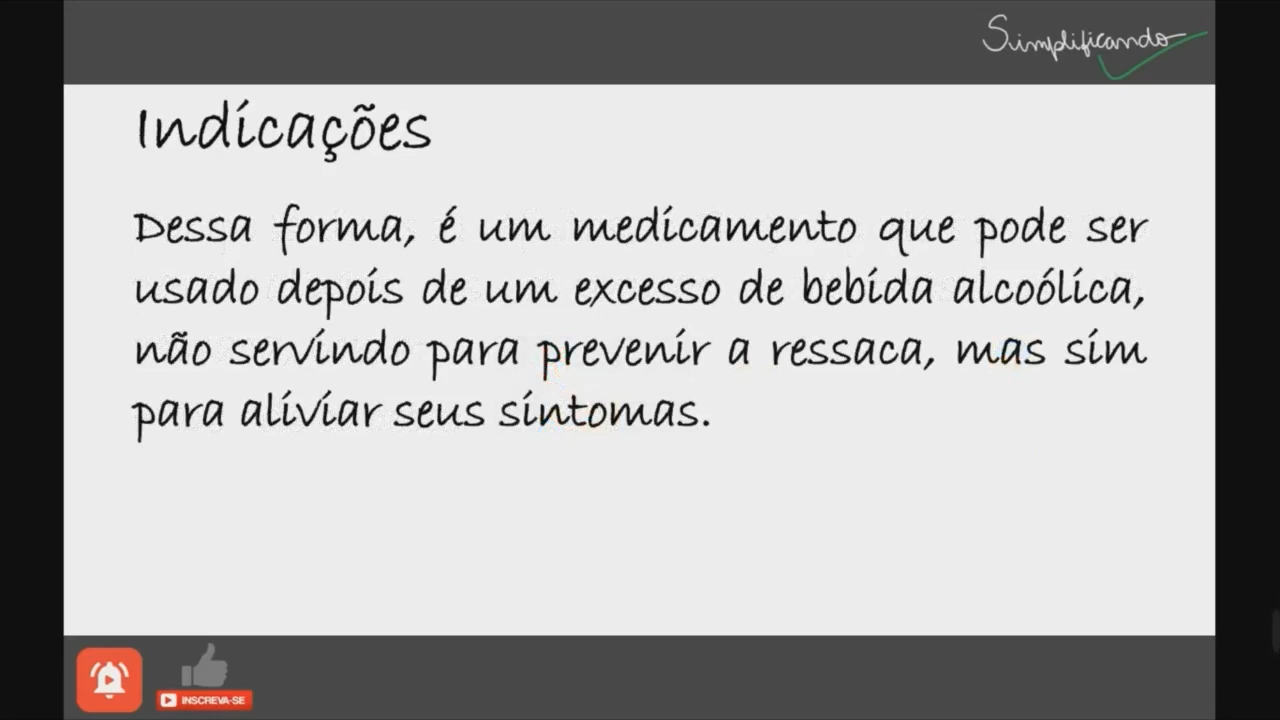 Simplificando
Indicações
Dessa forma, é um medicamento que pode ser
usado depois de um excesso de bebida alcoólica,
não servindo para prevenir a ressaca, mas sim
para aliviar seus sintomas.
INSCREVA-SE